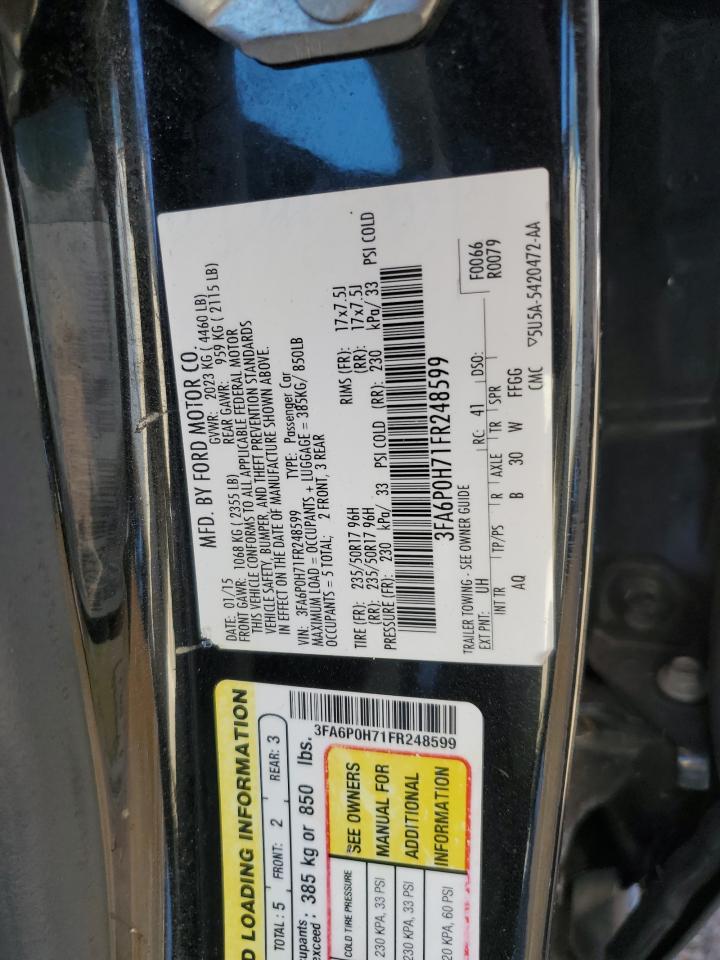 MFD. BY FORD MOTOR CO.
DATE: 01/15 GVWR: 2023 KG ( 4460 LB)
FRONT GAWR: 1068 KG ( 2355 LB) REAR GAWR: 959 KG ( 2115 LB)
THIS VEHICLE CONFORMS TO ALL APPLICABLE FEDERAL MOTOR
VEHICLE SAFETY, BUMPER, AND THEFT PREVENTION STANDARDS
IN EFFECT ON THE DATE OF MANUFACTURE SHOWN ABOVE.
VIN: 3FA6P0H71FR248599 TYPE: Passenger Car
MAXIMUM LOAD = OCCUPANTS + LUGGAGE = 385KG/ 850LB
OCCUPANTS = 5 TOTAL; 2 FRONT, 3 REAR
TIRE (FR): 235/50R17 96H RIMS (FR): 17x7.5J
(RR): 235/50R17 96H (RR): 17x7.5J
PRESSURE (FR): 230 kPa/ 33 PSI COLD (RR): 230 kPa/ 33 PSI COLD
3FA6P0H71FR248599
TRAILER TOWING - SEE OWNER GUIDE F0066
EXT PNT: UH RC: 41 DSO: R0079
INT TR TP/PS R AXLE TR SPR
AQ B 30 W FFGG
CMC ▽5U5A-5420472-AA
D LOADING INFORMATION
TOTAL : 5 FRONT: 2 REAR: 3
cupants
exceed : 385 kg or 850 lbs.
3FA6P0H71FR248599
COLD TIRE PRESSURE
230 KPA, 33 PSI
230 KPA, 33 PSI
20 KPA, 60 PSI
SEE OWNERS
MANUAL FOR
ADDITIONAL
INFORMATION